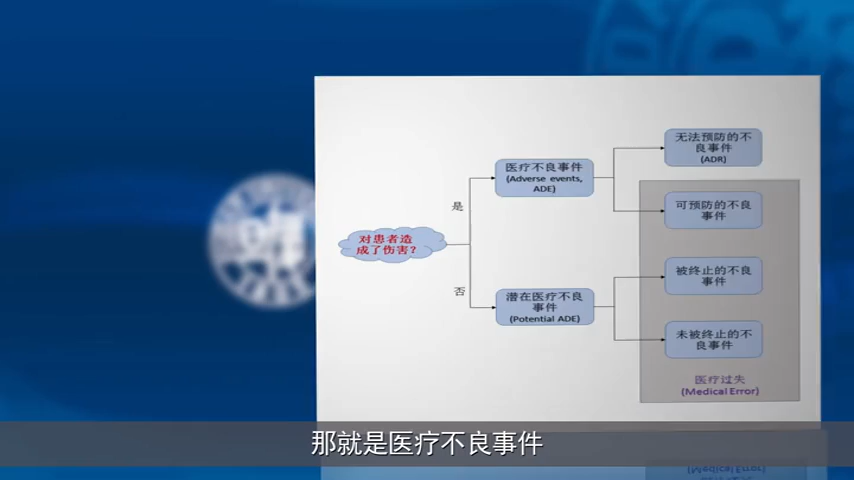 无法预防的不
良事件
(ADR)
医疗不良事件
(Adverse events,
ADE)
是
可预防的不良
事件
对患者造
成了伤害?
被终止的不良
事件
否
潜在医疗不良
事件
(Potential ADE)
未被终止的不
良事件
医疗过失
(Medical Error)
那就是医疗不良事件